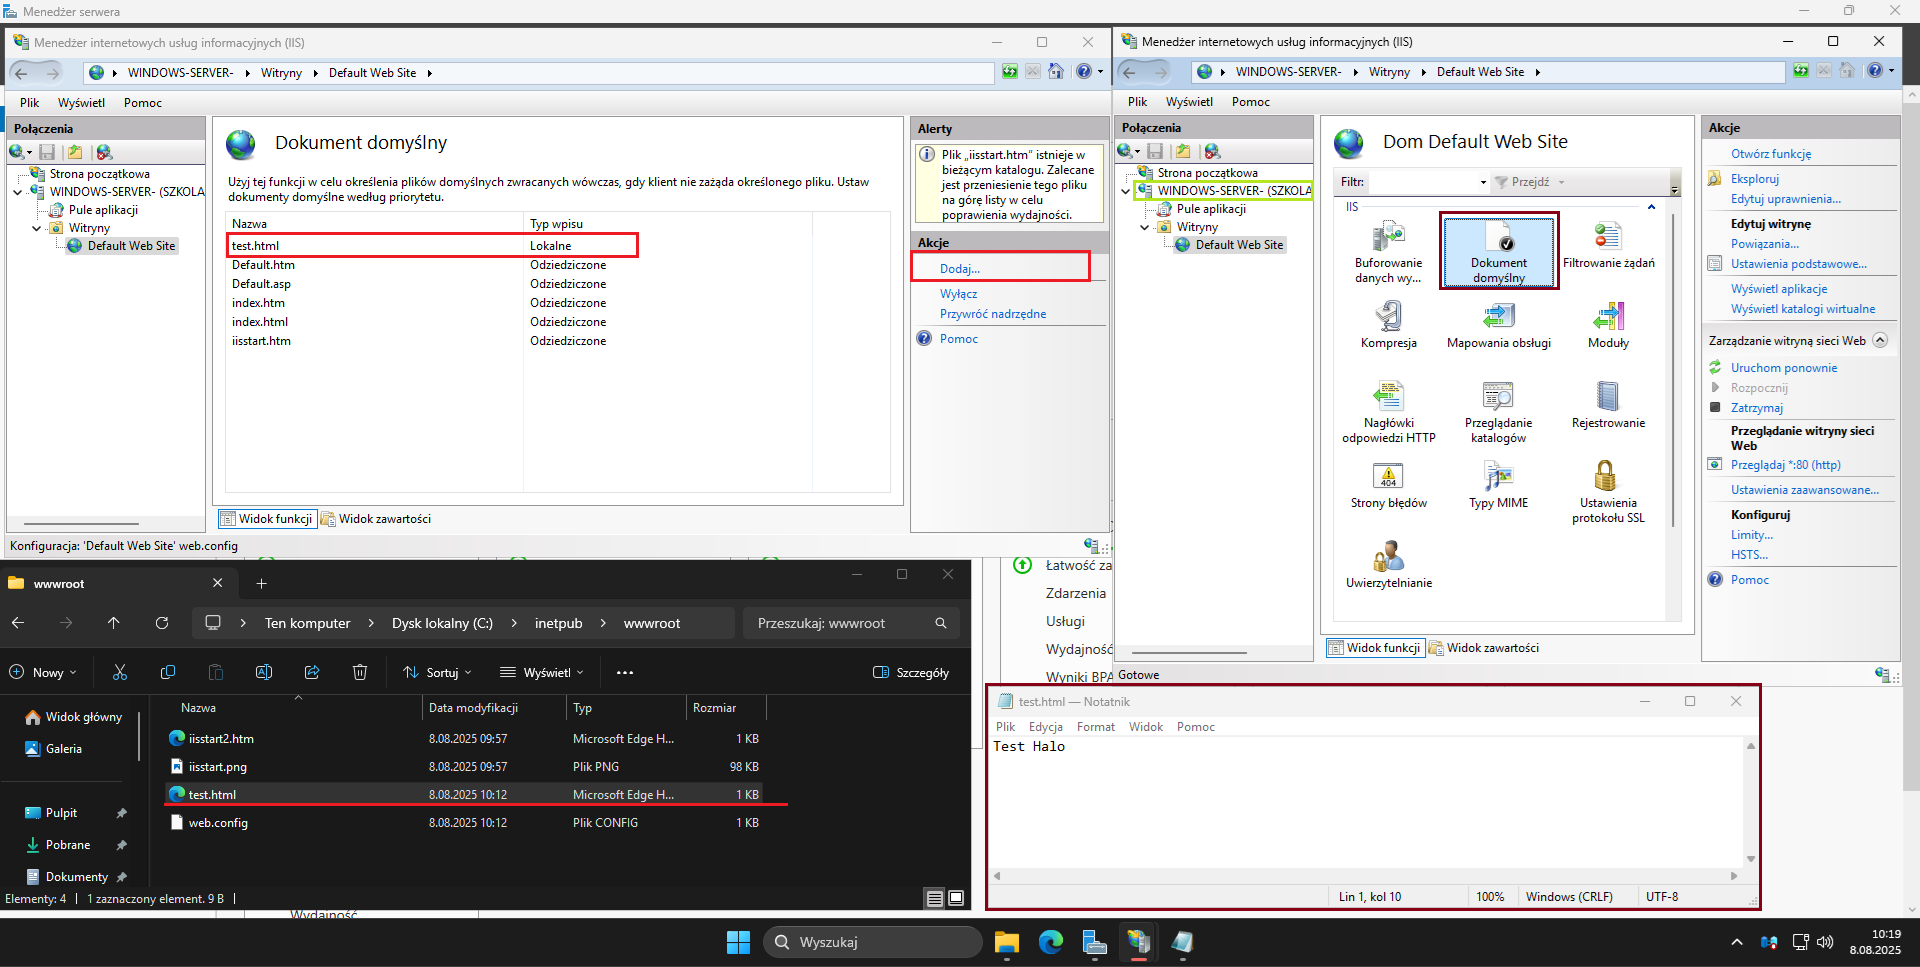 Menedżer serwera
Menedżer internetowych usług informacyjnych (IIS)
WINDOWS-SERVER-
Witryny
Default Web Site
Plik
Wyświetl
Pomoc
Połączenia
Strona początkowa
WINDOWS-SERVER- (SZKOLA
Pule aplikacji
Witryny
Default Web Site
Dokument domyślny
Użyj tej funkcji w celu określenia plików domyślnych zwracanych wówczas, gdy klient nie zażąda określonego pliku. Ustaw
dokumenty domyślne według priorytetu.
Nazwa Typ wpisu
test.html Lokalne
Default.htm Odziedziczone
Default.asp Odziedziczone
index.htm Odziedziczone
index.html Odziedziczone
iisstart.htm Odziedziczone
Widok funkcji
Widok zawartości
Alerty
Plik „iisstart.htm” istnieje w
bieżącym katalogu. Zalecane
jest przeniesienie tego pliku
na górę listy w celu
poprawienia wydajności.
Akcje
Dodaj...
Wyłącz
Przywróć nadrzędne
Pomoc
Konfiguracja: 'Default Web Site' web.config
Menedżer internetowych usług informacyjnych (IIS)
WINDOWS-SERVER-
Witryny
Default Web Site
Plik
Wyświetl
Pomoc
Połączenia
Strona początkowa
WINDOWS-SERVER- (SZKOLA
Pule aplikacji
Witryny
Default Web Site
Dom Default Web Site
Filtr:
Przejdź
IIS
Buforowanie
danych wy...
Dokument
domyślny
Filtrowanie żądań
Kompresja
Mapowania obsługi
Moduły
Nagłówki
odpowiedzi HTTP
Przeglądanie
katalogów
Rejestrowanie
404
Strony błędów
Typy MIME
Ustawienia
protokołu SSL
Uwierzytelnianie
Widok funkcji
Widok zawartości
Akcje
Otwórz funkcję
Eksploruj
Edytuj uprawnienia...
Edytuj witrynę
Powiązania...
Ustawienia podstawowe...
Wyświetl aplikacje
Wyświetl katalogi wirtualne
Zarządzanie witryną sieci Web
Uruchom ponownie
Rozpocznij
Zatrzymaj
Przeglądanie witryny sieci
Web
Przeglądaj *:80 (http)
Ustawienia zaawansowane...
Konfiguruj
Limity...
HSTS...
Pomoc
Gotowe
Łatwość za
Zdarzenia
Usługi
Wydajność
Wyniki BPA
wwwroot
Ten komputer
Dysk lokalny (C:)
inetpub
wwwroot
Przeszukaj: wwwroot
Nowy
Sortuj
Wyświetl
Szczegóły
Widok główny
Galeria
Pulpit
Pobrane
Dokumenty
Nazwa Data modyfikacji Typ Rozmiar
iisstart2.htm 8.08.2025 09:57 Microsoft Edge H... 1 KB
iisstart.png 8.08.2025 09:57 Plik PNG 98 KB
test.html 8.08.2025 10:12 Microsoft Edge H... 1 KB
web.config 8.08.2025 10:12 Plik CONFIG 1 KB
Elementy: 4
1 zaznaczony element. 9 B
Wydajność
test.html — Notatnik
Plik Edycja Format Widok Pomoc
Test Halo
Lin 1, kol 10
100%
Windows (CRLF)
UTF-8
Wyszukaj
10:19
8.08.2025